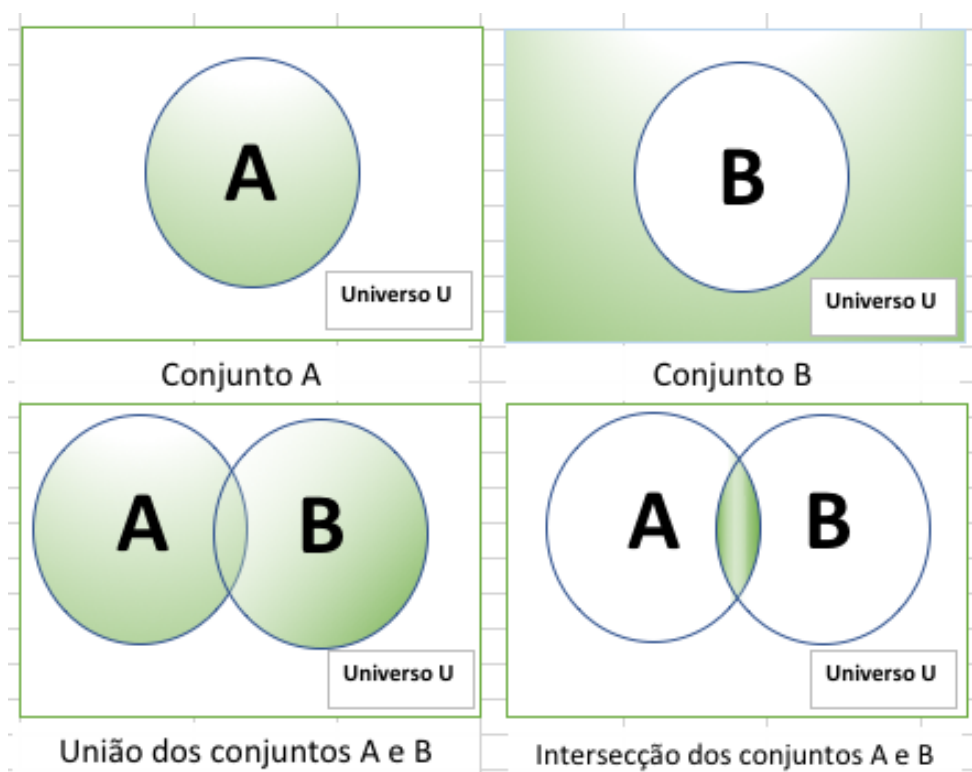 A
Universo U
Conjunto A
B
Universo U
Conjunto B
A B
Universo U
União dos conjuntos A e B
A B
Universo U
Intersecção dos conjuntos A e B